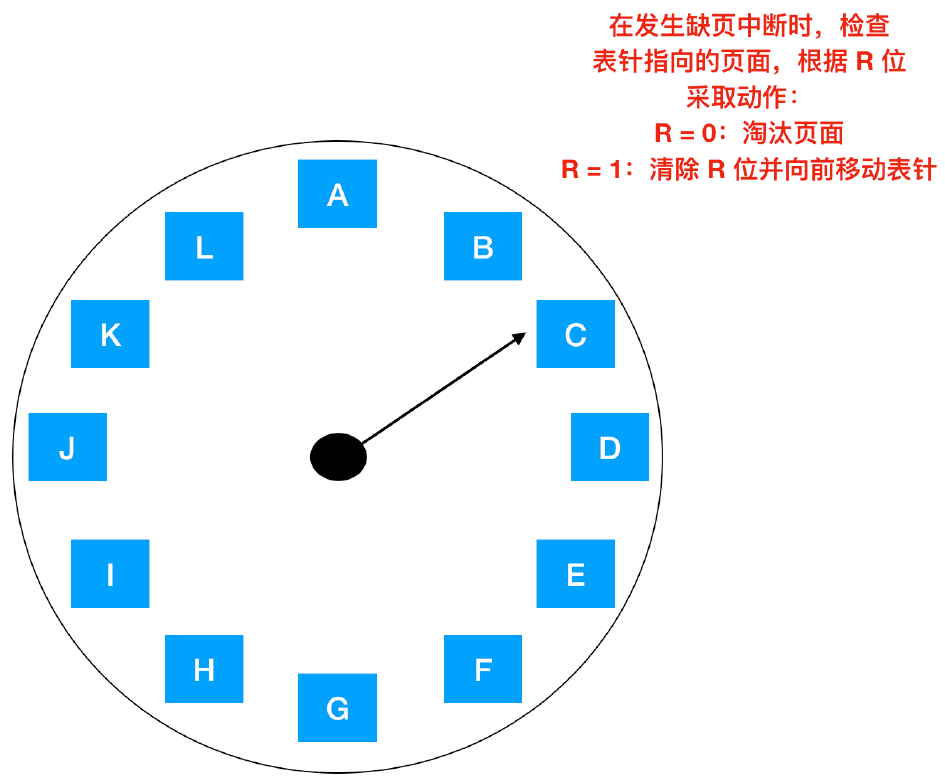 在发生缺页中断时，检查
表针指向的页面，根据 R 位
采取动作：
R = 0：淘汰页面
R = 1：清除 R 位并向前移动表针
A
L
B
K
C
J
D
I
E
H
F
G